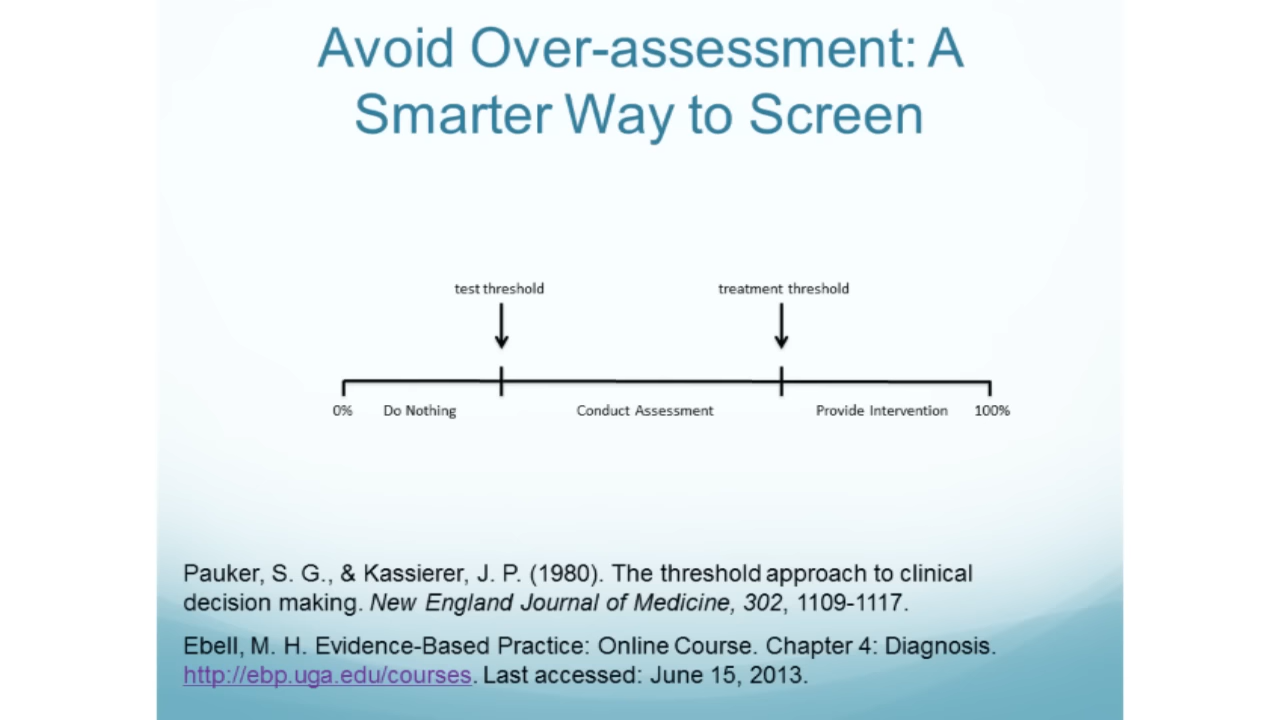 Avoid Over-assessment: A
Smarter Way to Screen
test threshold
treatment threshold
0%
Do Nothing
Conduct Assessment
Provide Intervention
100%
Pauker, S. G., & Kassierer, J. P. (1980). The threshold approach to clinical
decision making. New England Journal of Medicine, 302, 1109-1117.
Ebell, M. H. Evidence-Based Practice: Online Course. Chapter 4: Diagnosis.
http://ebp.uga.edu/courses. Last accessed: June 15, 2013.